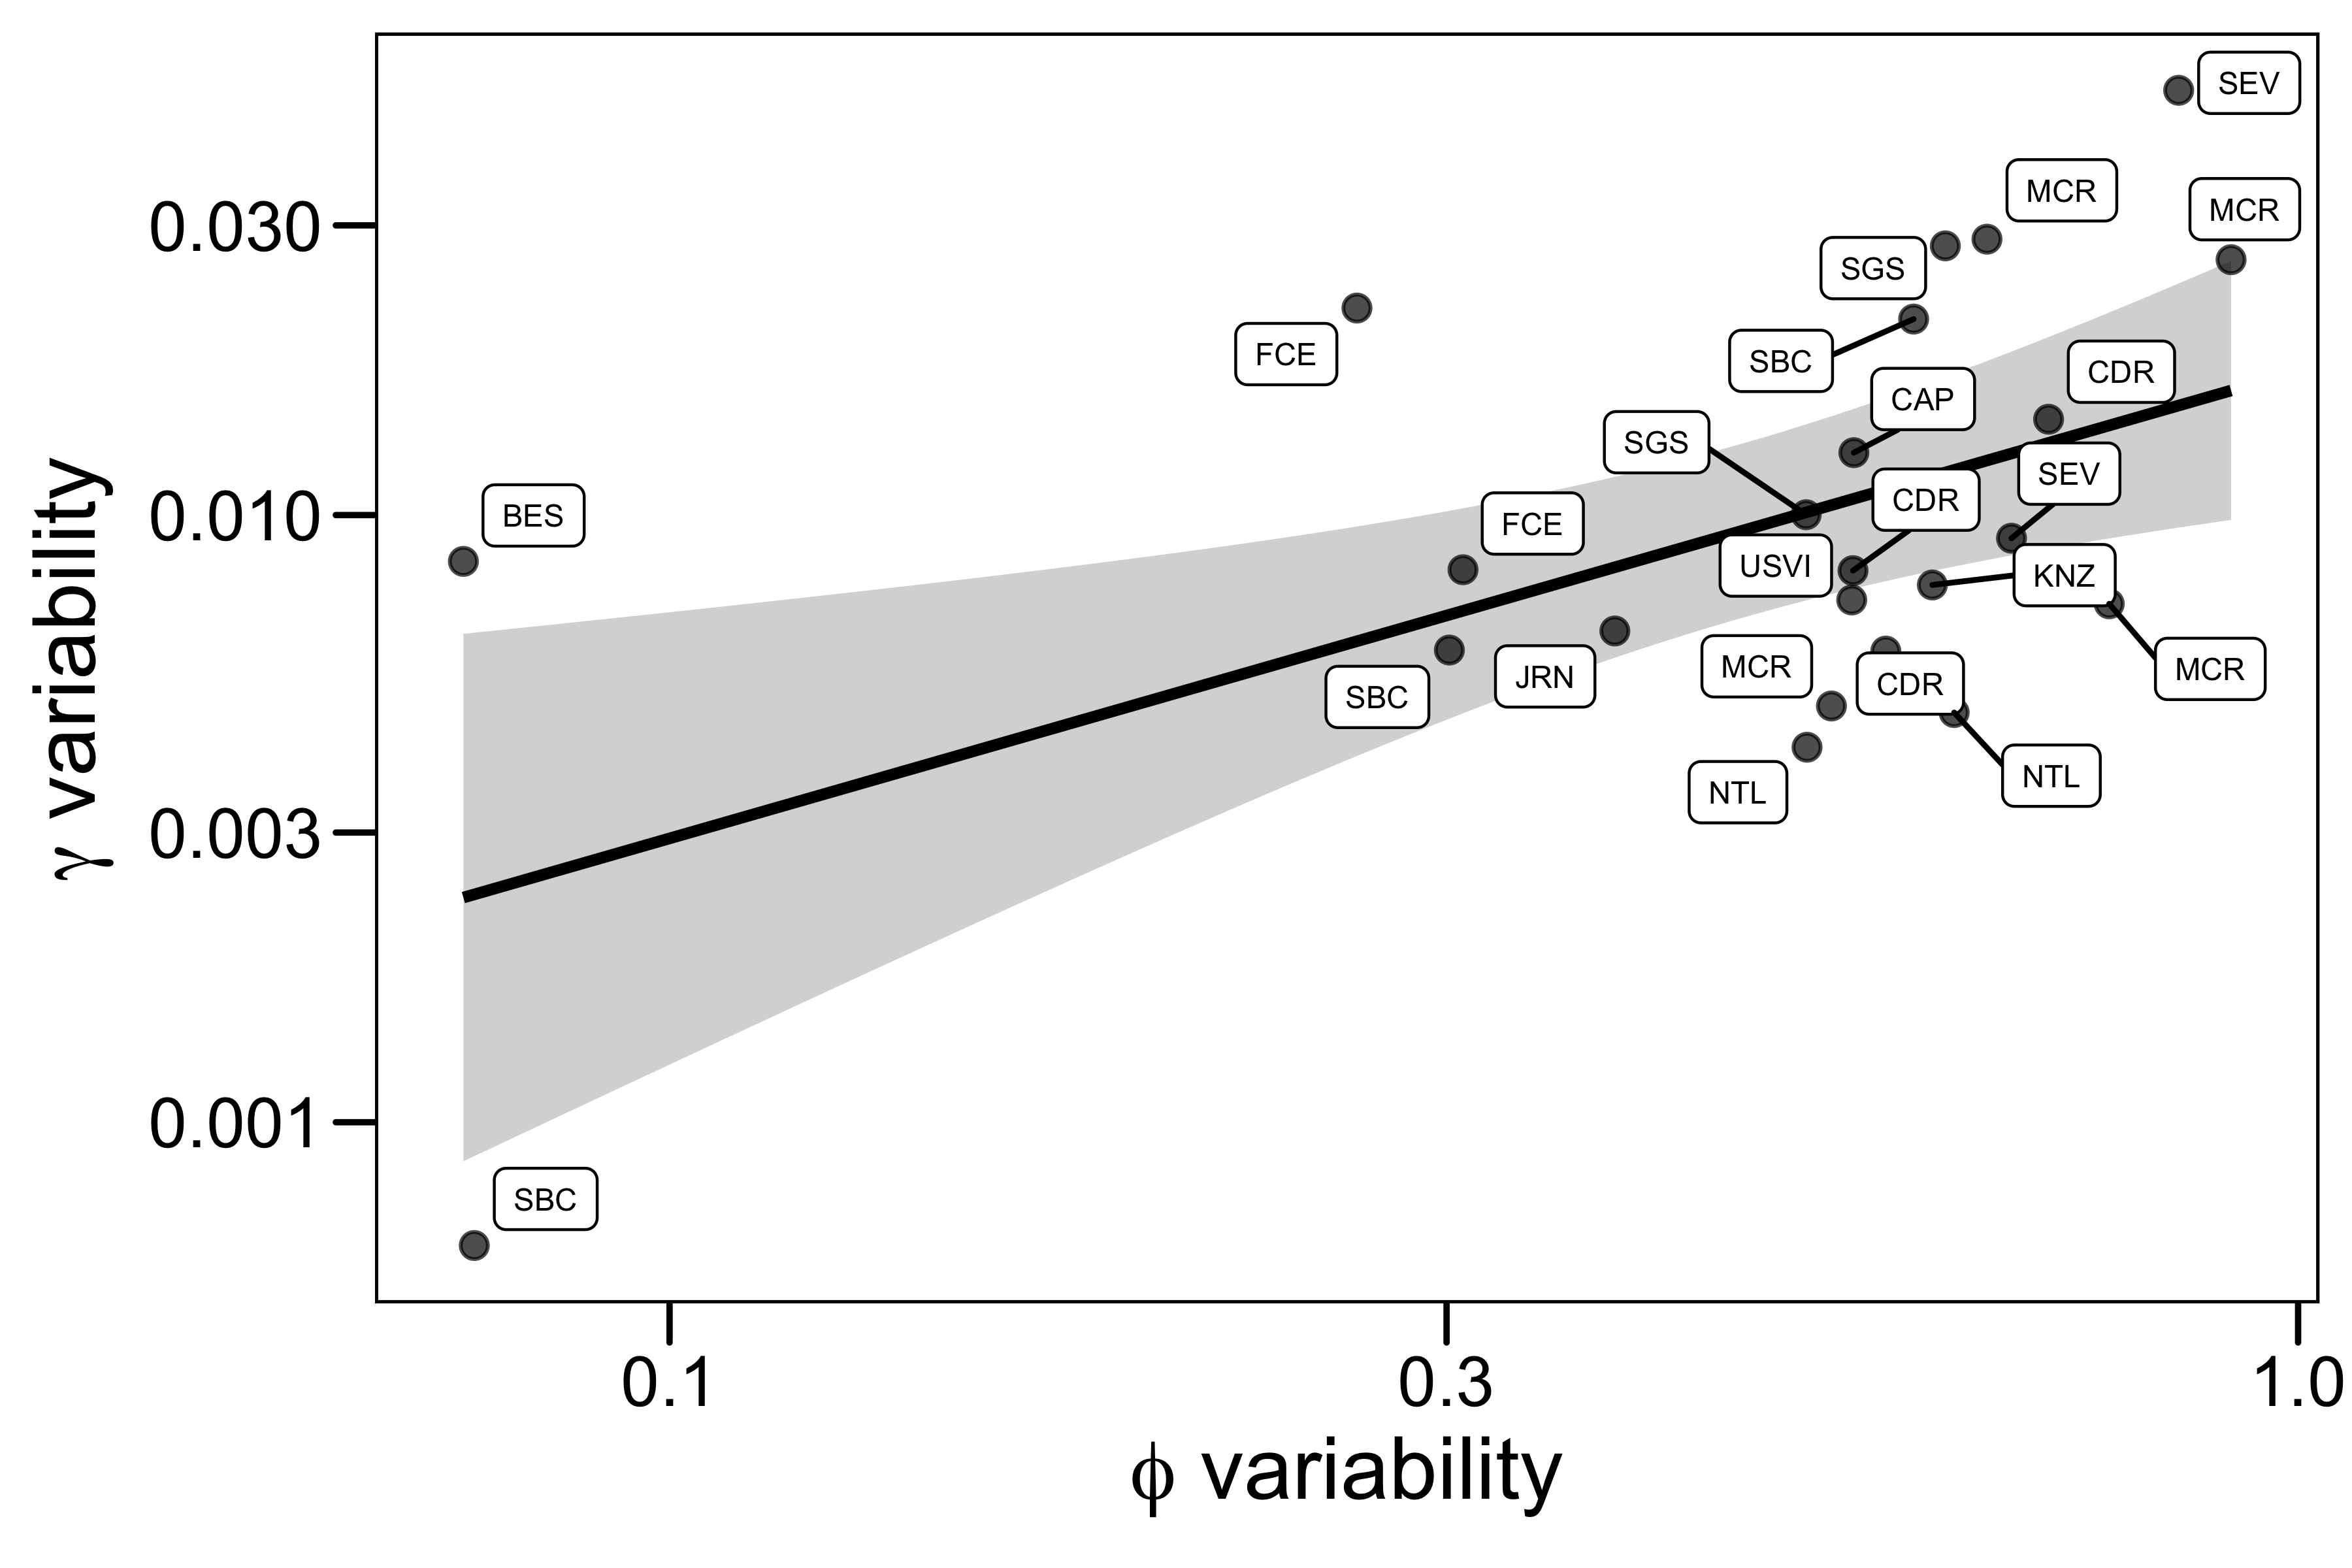 SEV
MCR
MCR
0.030
SGS
FCE
SBC
CDR
CAP
SGS
SEV
CDR
BES
FCE
0.010
USVI
KNZ
MCR
MCR
CDR
JRN
SBC
NTL
NTL
0.003
0.001
SBC
γ variability
0.1
0.3
1.0
ϕ variability